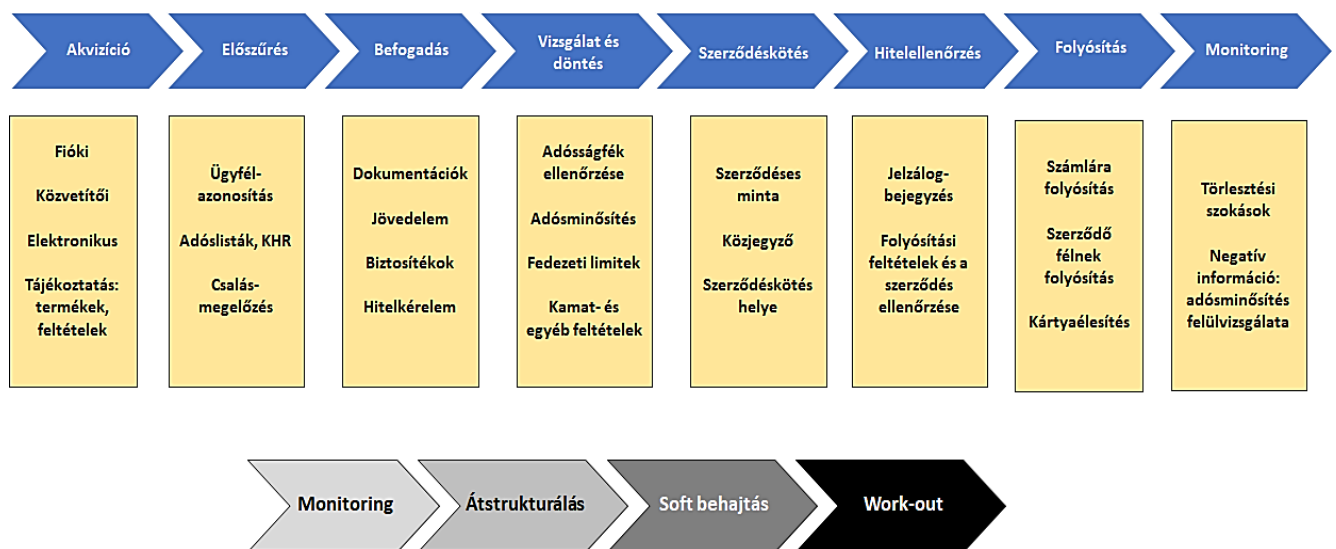 Akvizíció
Előszűrés
Befogadás
Vizsgálat és
döntés
Szerződéskötés
Hitelellenőrzés
Folyósítás
Monitoring
Fióki
Közvetítői
Elektronikus
Tájékoztatás:
termékek,
feltételek
Ügyfél-
azonosítás
Adóslisták, KHR
Csalás-
megelőzés
Dokumentációk
Jövedelem
Biztosítékok
Hitelkérelem
Adósságfék
ellenőrzése
Adósminősítés
Fedezeti limitek
Kamat- és
egyéb feltételek
Szerződéses
minta
Közjegyző
Szerződéskötés
helye
Jelzálog-
bejegyzés
Folyósítási
feltételek és a
szerződés
ellenőrzése
Számlára
folyósítás
Szerződő
félnek
folyósítás
Kártyaélesítés
Törlesztési
szokások
Negatív
információ:
adósminősítés
felülvizsgálata
Monitoring
Átstrukturálás
Soft behajtás
Work-out